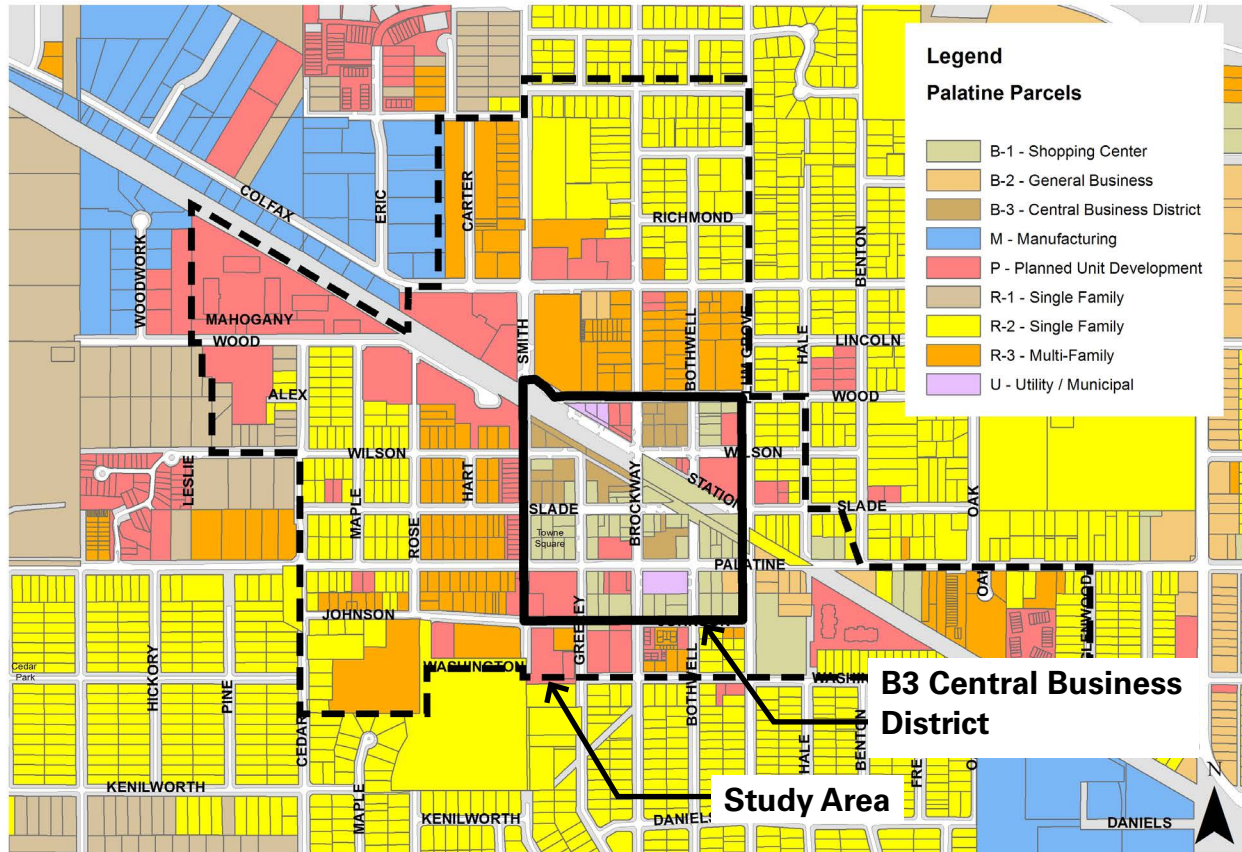 Legend
Palatine Parcels
B-1 - Shopping Center
B-2 - General Business
B-3 - Central Business District
M - Manufacturing
P - Planned Unit Development
R-1 - Single Family
R-2 - Single Family
R-3 - Multi-Family
U - Utility / Municipal
COLFAX
ERIC
CARTER
RICHMOND
BENTON
WOODWORK
MAHOGANY
WOOD
SMITH
BOTHWELL
HALE
LINCOLN
ALEX
WOOD
WILSON
WILSON
LESLIE
MAPLE
ROSE
HART
SLADE
BROCKWAY
STATION
SLADE
OAK
Towne
Square
PALATINE
JOHNSON
GREELEY
OAK
WASHINGTON
BOTHWELL
Cedar
Park
HICKORY
PINE
CEDAR
B3 Central Business
District
HALE
BENTON
KENILWORTH
MAPLE
KENILWORTH
Study Area
DANIELS
N
DANIELS